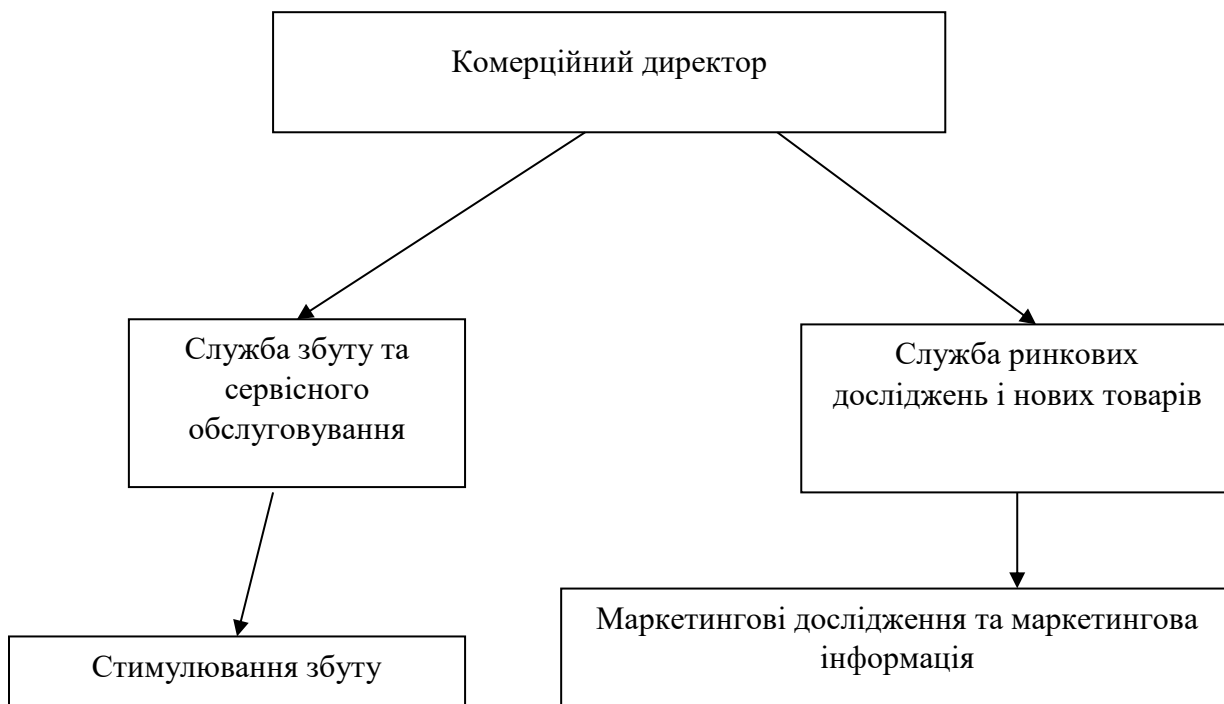 Комерційний директор
Служба збуту та
сервісного
обслуговування
Служба ринкових
досліджень і нових товарів
Стимулювання збуту
Маркетингові дослідження та маркетингова
інформація